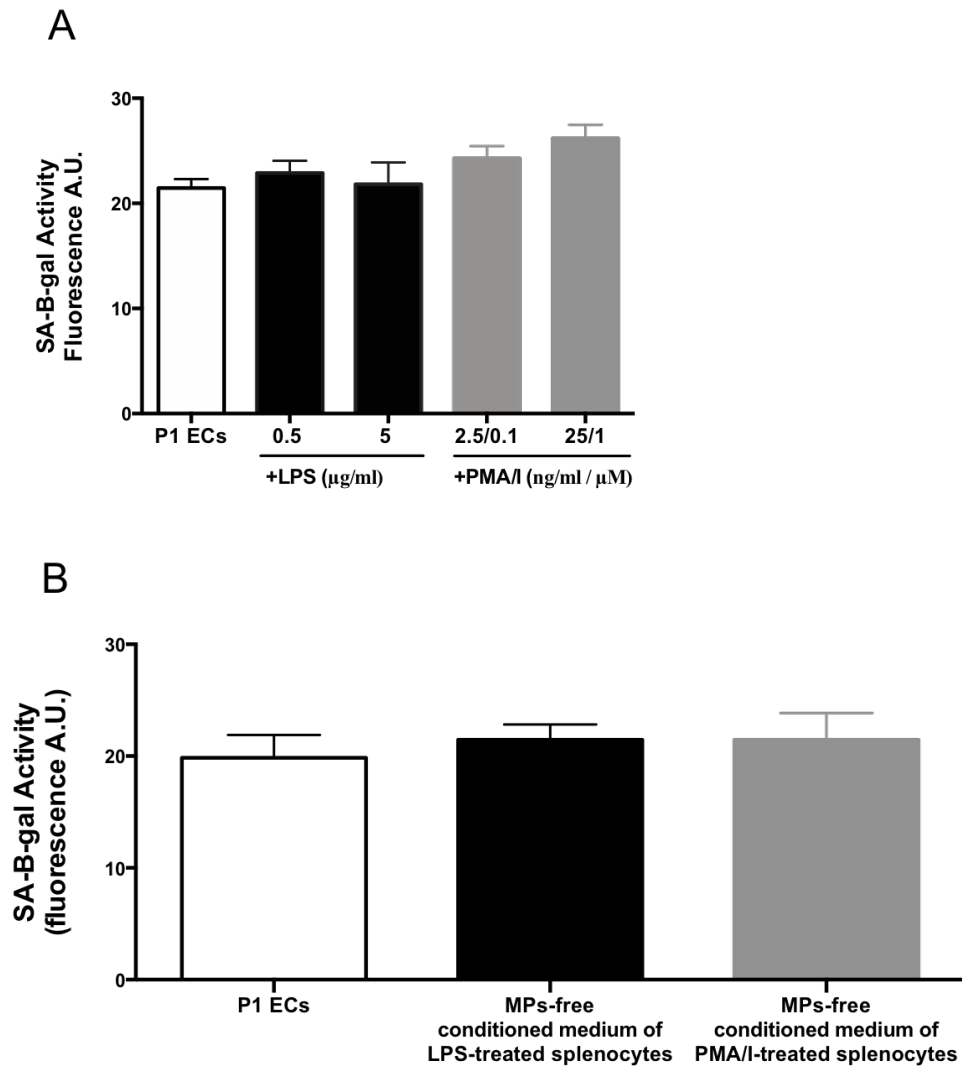 A
SA-B-gal Activity
Fluorescence A.U.
30
20
10
0
P1 ECs
0.5
5
2.5/0.1
25/1
+LPS (µg/ml)
+PMA/I (ng/ml / µM)
B
SA-B-gal Activity
(fluorescence A.U.)
30
20
10
0
P1 ECs
MPs-free
conditioned medium of
LPS-treated splenocytes
MPs-free
conditioned medium of
PMA/I-treated splenocytes